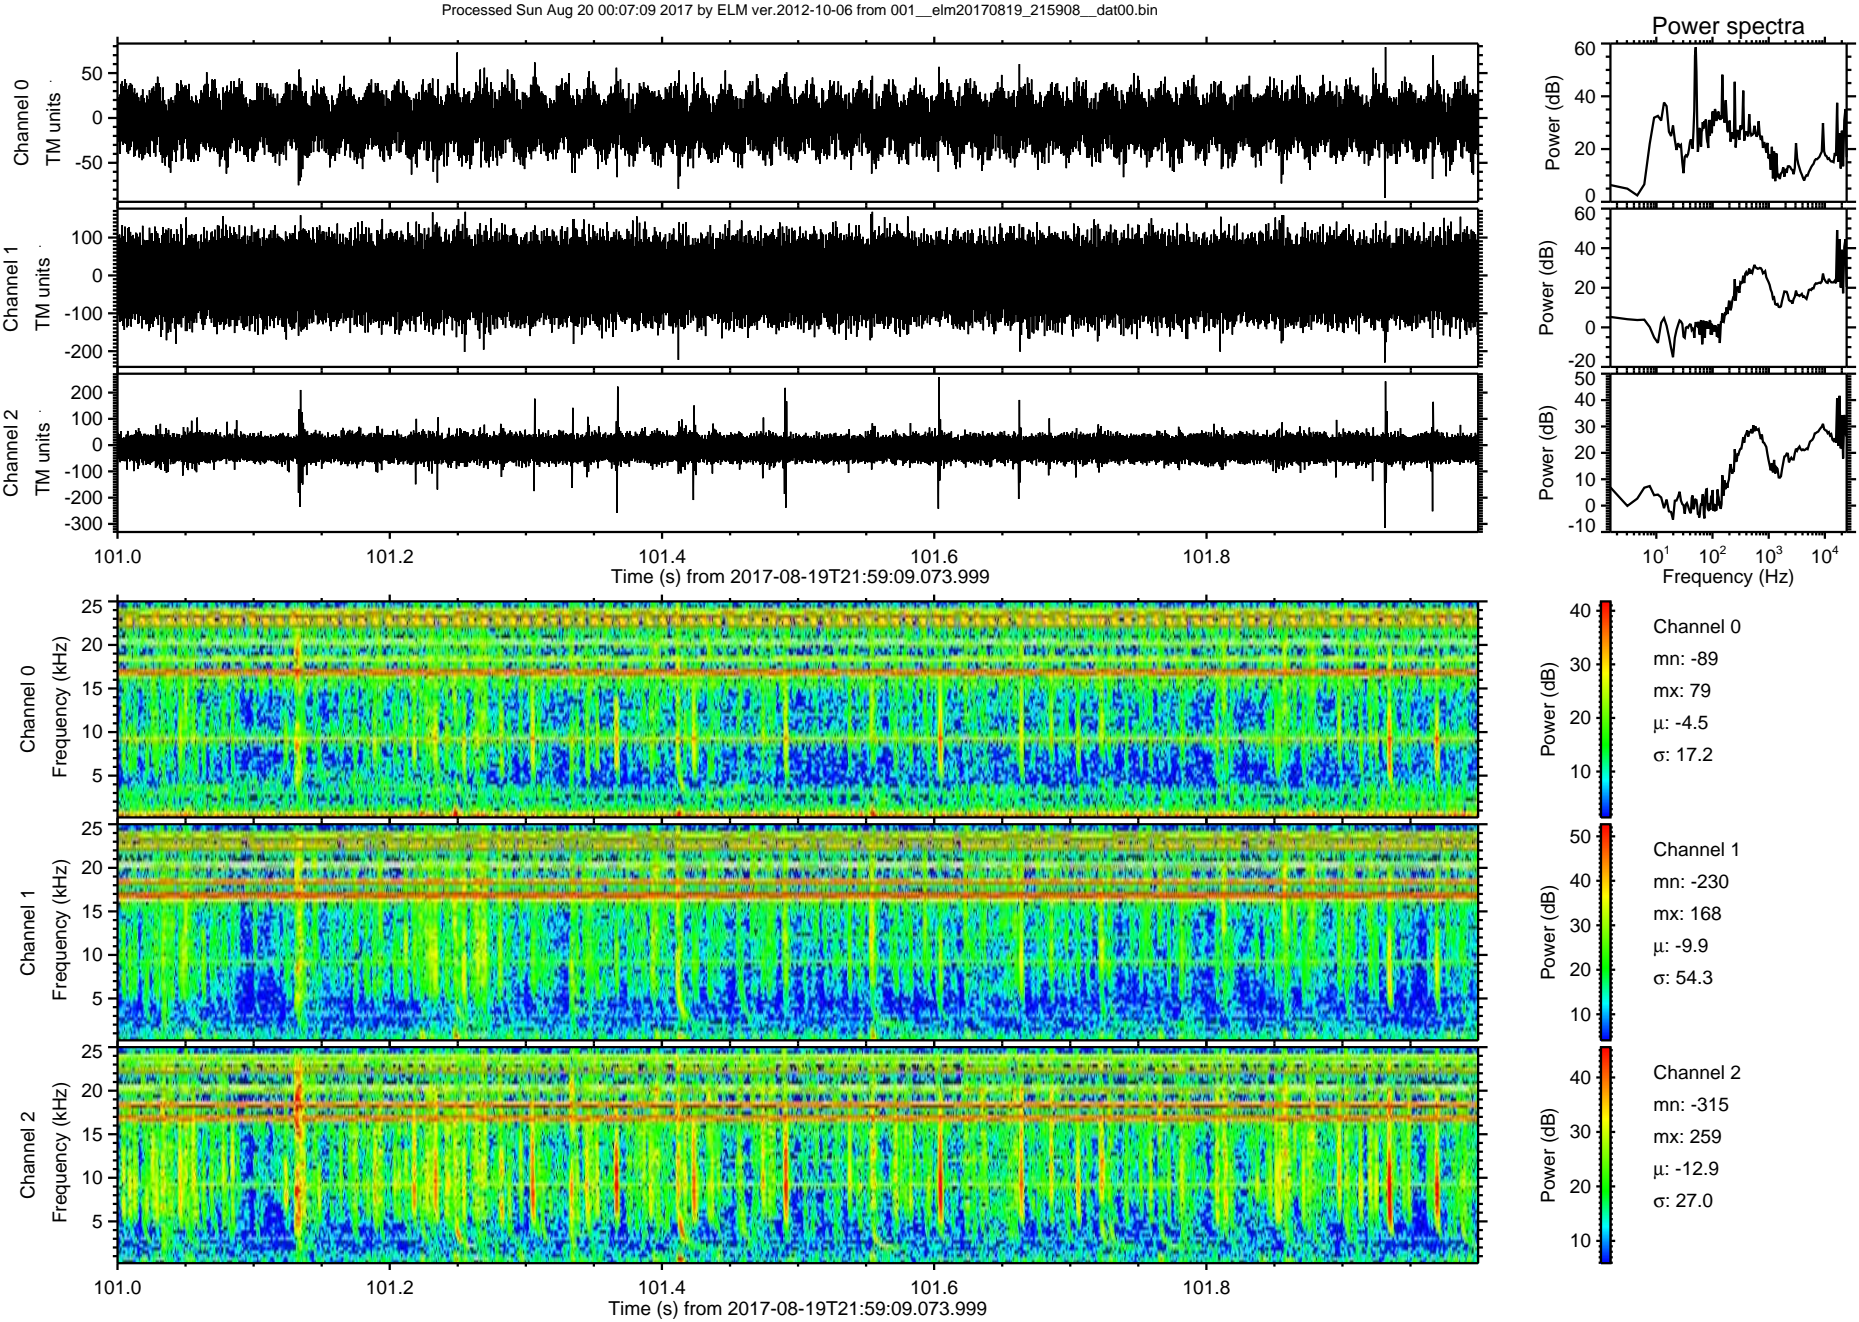 Processed Sun Aug 20 00:07:09 2017 by ELM ver.2012-10-06 from 001__elm20170819_215908__dat00.bin
Power spectra
Channel 0
TM units
50
0
-50
Power (dB)
60
40
20
0
Channel 1
TM units
100
0
-100
-200
Power (dB)
60
40
20
0
-20
Channel 2
TM units
200
100
0
-100
-200
-300
Power (dB)
50
40
30
20
10
0
-10
101.0 101.2 101.4 101.6 101.8
Time (s) from 2017-08-19T21:59:09.073.999
10¹ 10² 10³ 10⁴
Frequency (Hz)
Channel 0
Frequency (kHz)
25
20
15
10
5
Power (dB)
40
30
20
10
Channel 0
mn: -89
mx: 79
µ: -4.5
σ: 17.2
Channel 1
Frequency (kHz)
25
20
15
10
5
Power (dB)
50
40
30
20
10
Channel 1
mn: -230
mx: 168
µ: -9.9
σ: 54.3
Channel 2
Frequency (kHz)
25
20
15
10
5
Power (dB)
40
30
20
10
Channel 2
mn: -315
mx: 259
µ: -12.9
σ: 27.0
101.0 101.2 101.4 101.6 101.8
Time (s) from 2017-08-19T21:59:09.073.999